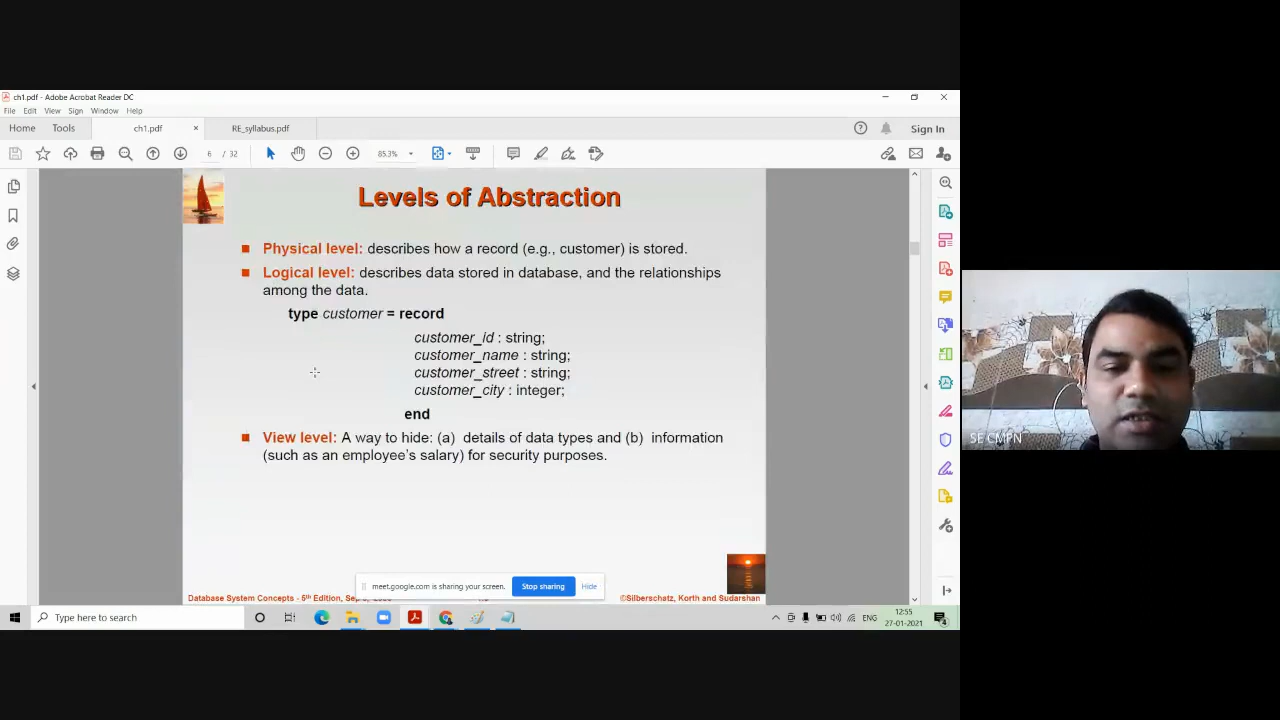 ch1.pdf - Adobe Acrobat Reader DC
File Edit View Sign Window Help
Home Tools ch1.pdf × RE_syllabus.pdf Sign In
6 / 32 85.3%
Levels of Abstraction
Physical level: describes how a record (e.g., customer) is stored.
Logical level: describes data stored in database, and the relationships
among the data.
type customer = record
customer_id : string;
customer_name : string;
customer_street : string;
customer_city : integer;
end
View level: A way to hide: (a) details of data types and (b) information
(such as an employee's salary) for security purposes.
SE CMPN
meet.google.com is sharing your screen. Stop sharing Hide
Database System Concepts - 5th Edition, ©Silberschatz, Korth and Sudarshan
Type here to search ENG 12:55
27-01-2021